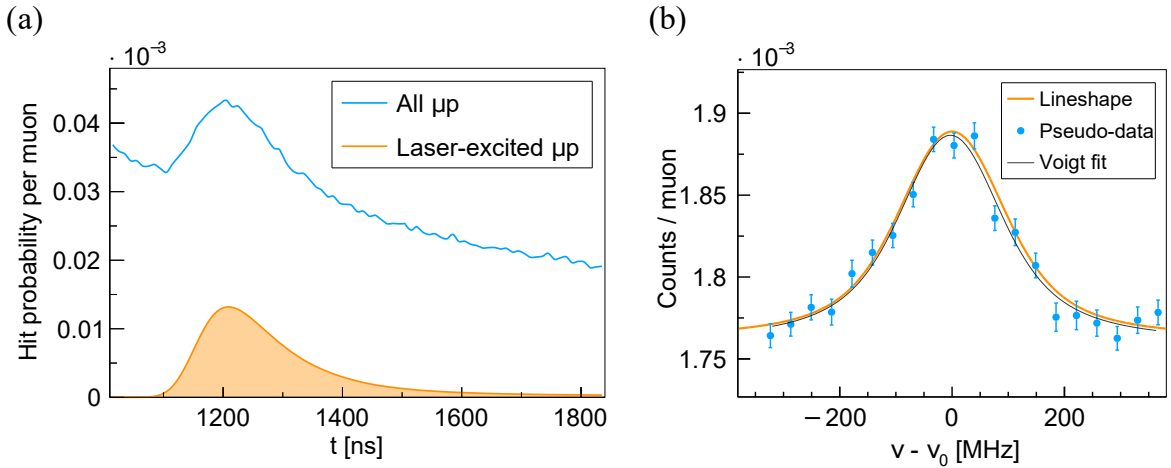 (a)
· 10⁻³
Hit probability per muon
0.04
0.03
0.02
0.01
0
All μp
Laser-excited μp
1200 1400 1600 1800
t [ns]
(b)
· 10⁻³
Counts / muon
1.9
1.85
1.8
1.75
Lineshape
Pseudo-data
Voigt fit
−200 0 200
ν - ν₀ [MHz]